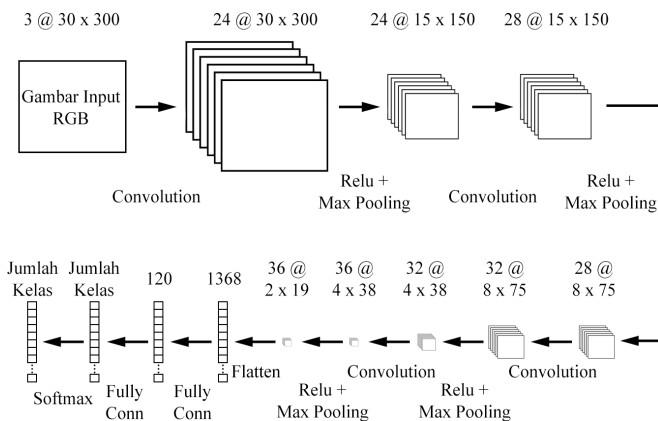 3 @ 30 x 300
24 @ 30 x 300
24 @ 15 x 150
28 @ 15 x 150
Gambar Input
RGB
Convolution
Relu +
Max Pooling
Convolution
Relu +
Max Pooling
Jumlah
Kelas
Jumlah
Kelas
120
1368
36 @
2 x 19
36 @
4 x 38
32 @
4 x 38
32 @
8 x 75
28 @
8 x 75
Softmax
Fully
Conn
Fully
Conn
Flatten
Relu +
Max Pooling
Convolution
Relu +
Max Pooling
Convolution